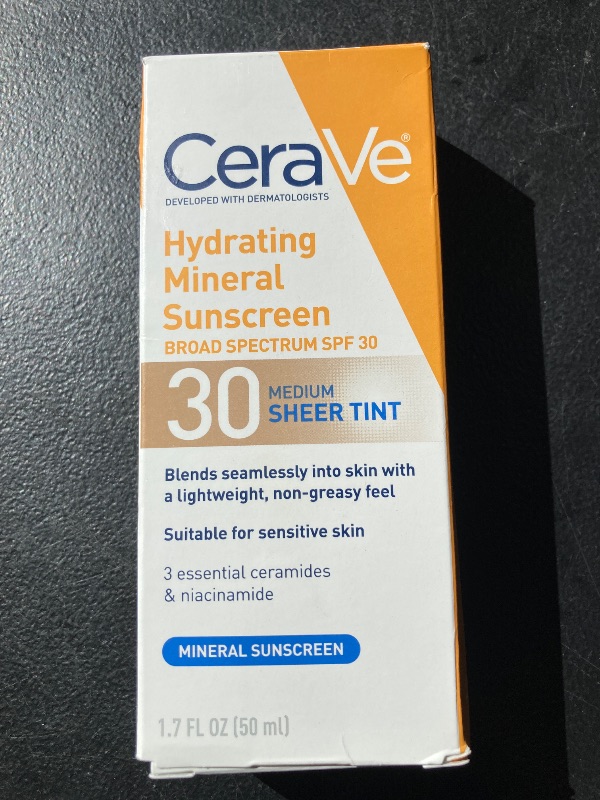 CeraVe®
DEVELOPED WITH DERMATOLOGISTS
Hydrating
Mineral
Sunscreen
BROAD SPECTRUM SPF 30
30
MEDIUM
SHEER TINT
Blends seamlessly into skin with
a lightweight, non-greasy feel
Suitable for sensitive skin
3 essential ceramides
& niacinamide
MINERAL SUNSCREEN
1.7 FL OZ (50 ml)